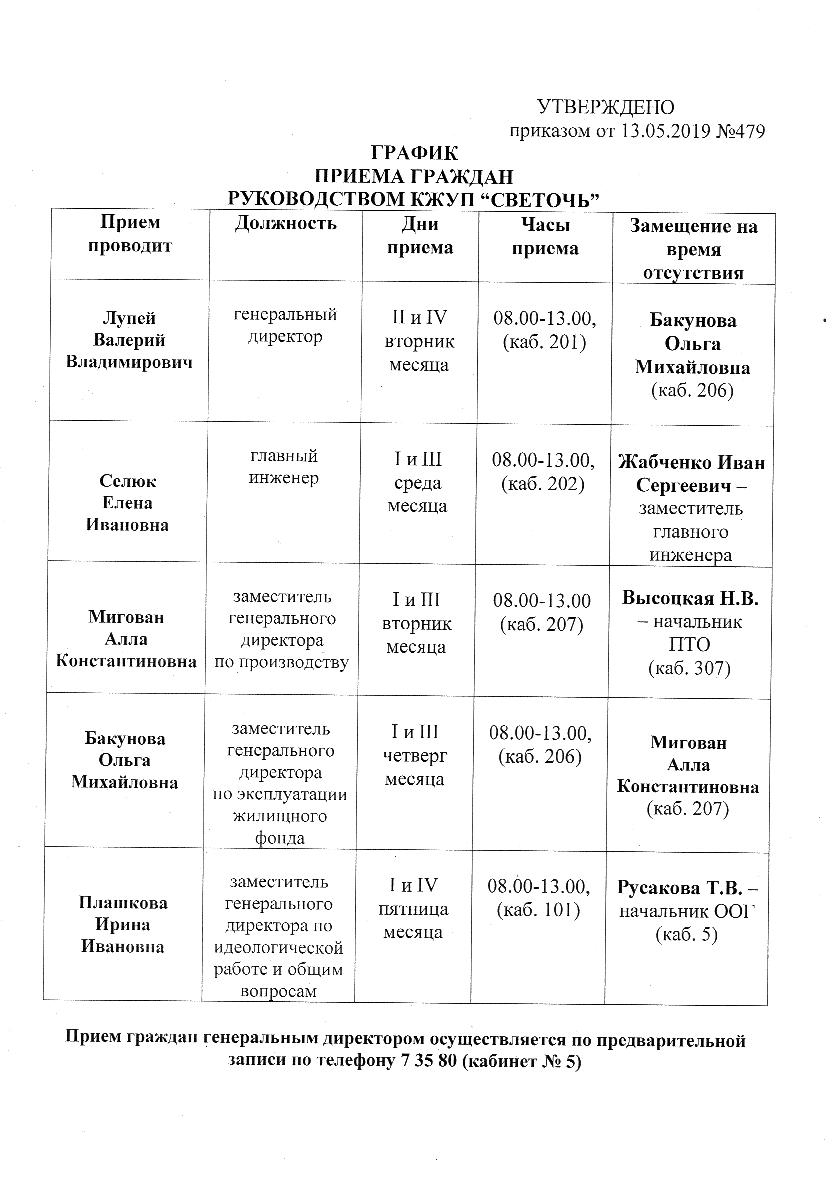 УТВЕРЖДЕНО
приказом от 13.05.2019 №479
ГРАФИК
ПРИЕМА ГРАЖДАН
РУКОВОДСТВОМ КЖУП “СВЕТОЧЬ”
Прием
проводит
Должность
Дни
приема
Часы
приема
Замещение на
время
отсутствия
Лупей
Валерий
Владимирович
генеральный
директор
II и IV
вторник
месяца
08.00-13.00,
(каб. 201)
Бакунова
Ольга
Михайловна
(каб. 206)
Селюк
Елена
Ивановна
главный
инженер
I и III
среда
месяца
08.00-13.00,
(каб. 202)
Жабченко Иван
Сергеевич –
заместитель
главного
инженера
Мигован
Алла
Константиновна
заместитель
генерального
директора
по производству
I и III
вторник
месяца
08.00-13.00
(каб. 207)
Высоцкая Н.В.
– начальник
ПТО
(каб. 307)
Бакунова
Ольга
Михайловна
заместитель
генерального
директора
по эксплуатации
жилищного
фонда
I и III
четверг
месяца
08.00-13.00,
(каб. 206)
Мигован
Алла
Константиновна
(каб. 207)
Плашкова
Ирина
Ивановна
заместитель
генерального
директора по
идеологической
работе и общим
вопросам
I и IV
пятница
месяца
08.00-13.00,
(каб. 101)
Русакова Т.В. –
начальник ООГ
(каб. 5)
Прием граждан генеральным директором осуществляется по предварительной
записи по телефону 7 35 80 (кабинет № 5)